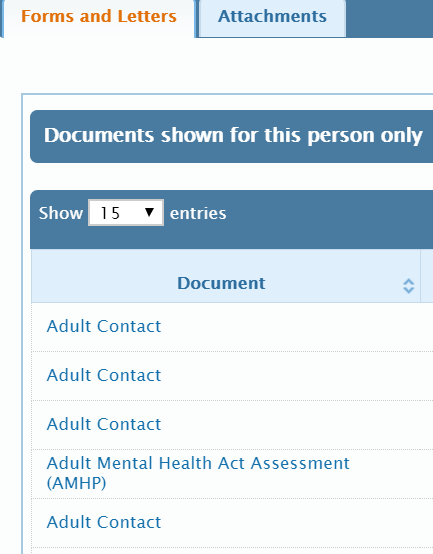 Forms and Letters Attachments
Documents shown for this person only
Show 15 entries
Document
Adult Contact
Adult Contact
Adult Contact
Adult Mental Health Act Assessment
(AMHP)
Adult Contact